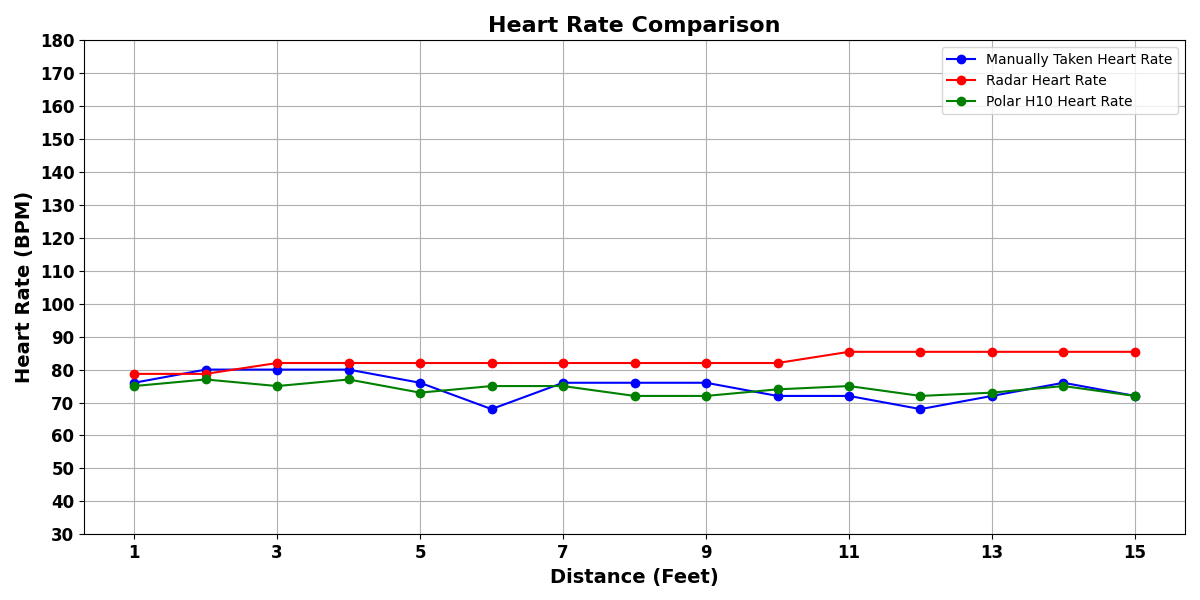 Heart Rate Comparison
180
170
160
150
140
130
120
110
100
90
80
70
60
50
40
30
Heart Rate (BPM)
Manually Taken Heart Rate
Radar Heart Rate
Polar H10 Heart Rate
1 3 5 7 9 11 13 15
Distance (Feet)